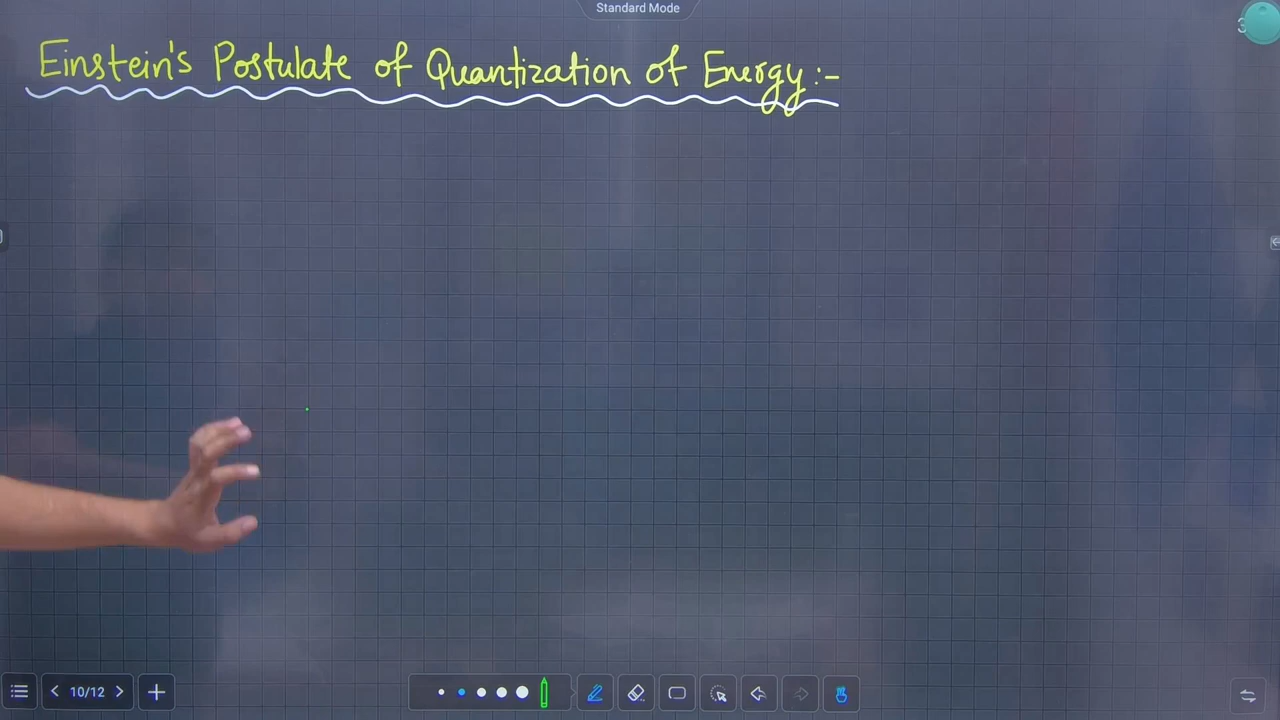 Standard Mode
Einstein's Postulate of Quantization of Energy :-
10/12